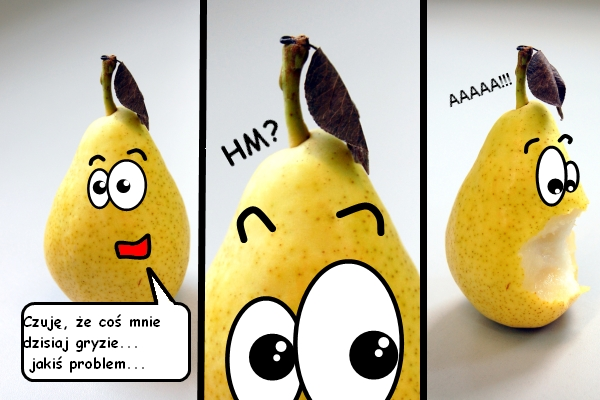 Czuję, że coś mnie
dzisiaj gryzie...
jakiś problem...
HM?
AAAAA!!!